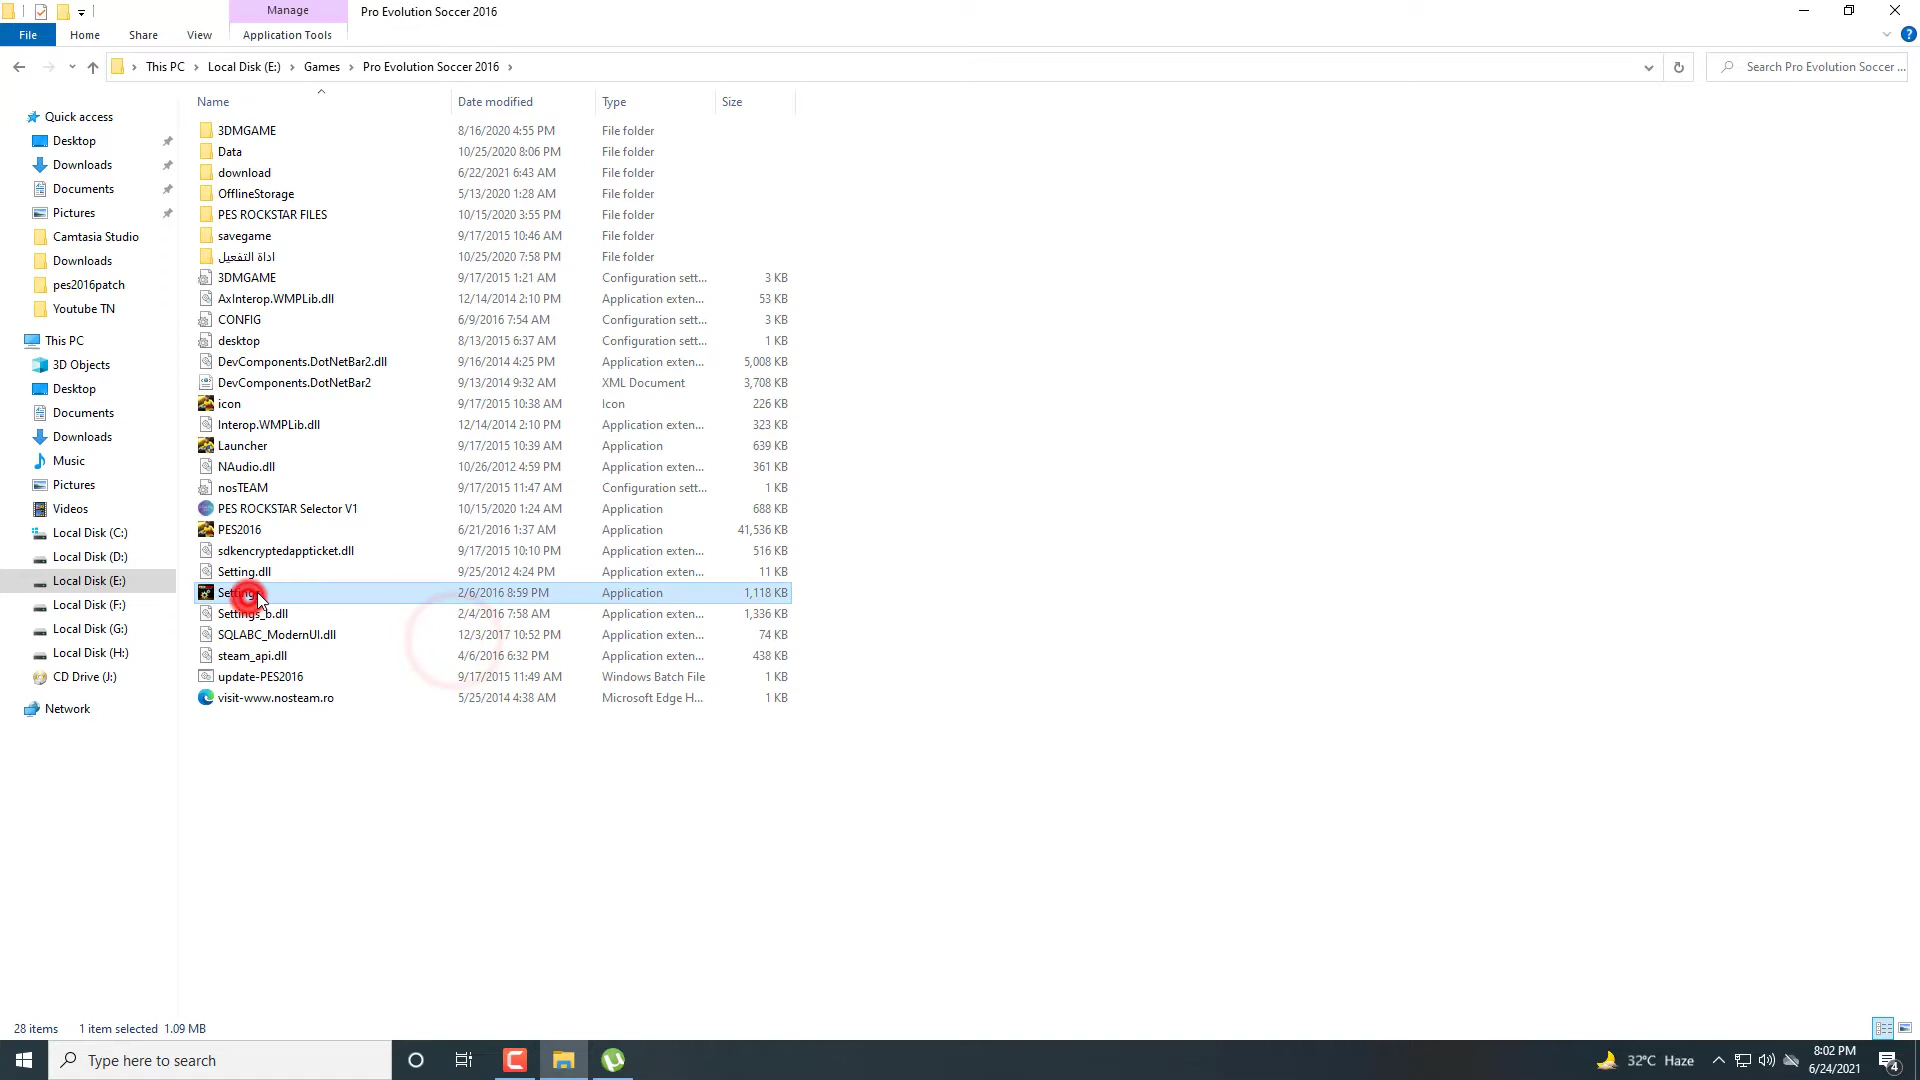 Manage
Pro Evolution Soccer 2016
File
Home
Share
View
Application Tools
This PC
Local Disk (E:)
Games
Pro Evolution Soccer 2016
Search Pro Evolution Soccer ...
Name
Date modified
Type
Size
3DMGAME 8/16/2020 4:55 PM File folder
Data 10/25/2020 8:06 PM File folder
download 6/22/2021 6:43 AM File folder
OfflineStorage 5/13/2020 1:28 AM File folder
PES ROCKSTAR FILES 10/15/2020 3:55 PM File folder
savegame 9/17/2015 10:46 AM File folder
اداة التفعيل 10/25/2020 7:58 PM File folder
3DMGAME 9/17/2015 1:21 AM Configuration sett... 3 KB
AxInterop.WMPLib.dll 12/14/2014 2:10 PM Application exten... 53 KB
CONFIG 6/9/2016 7:54 AM Configuration sett... 3 KB
desktop 8/13/2015 6:37 AM Configuration sett... 1 KB
DevComponents.DotNetBar2.dll 9/16/2014 4:25 PM Application exten... 5,008 KB
DevComponents.DotNetBar2 9/13/2014 9:32 AM XML Document 3,708 KB
icon 9/17/2015 10:38 AM Icon 226 KB
Interop.WMPLib.dll 12/14/2014 2:10 PM Application exten... 323 KB
Launcher 9/17/2015 10:39 AM Application 639 KB
NAudio.dll 10/26/2012 4:59 PM Application exten... 361 KB
nosTEAM 9/17/2015 11:47 AM Configuration sett... 1 KB
PES ROCKSTAR Selector V1 10/15/2020 1:24 AM Application 688 KB
PES2016 6/21/2016 1:37 AM Application 41,536 KB
sdkencryptedappticket.dll 9/17/2015 10:10 PM Application exten... 516 KB
Setting.dll 9/25/2012 4:24 PM Application exten... 11 KB
2/6/2016 8:59 PM Application 1,118 KB
Settings_b.dll 2/4/2016 7:58 AM Application exten... 1,336 KB
SQLABC_ModernUI.dll 12/3/2017 10:52 PM Application exten... 74 KB
steam_api.dll 4/6/2016 6:32 PM Application exten... 438 KB
update-PES2016 9/17/2015 11:49 AM Windows Batch File 1 KB
visit-www.nosteam.ro 5/25/2014 4:38 AM Microsoft Edge H... 1 KB
Quick access
Desktop
Downloads
Documents
Pictures
Camtasia Studio
Downloads
pes2016patch
Youtube TN
This PC
3D Objects
Desktop
Documents
Downloads
Music
Pictures
Videos
Local Disk (C:)
Local Disk (D:)
Local Disk (E:)
Local Disk (F:)
Local Disk (G:)
Local Disk (H:)
CD Drive (J:)
Network
28 items
1 item selected 1.09 MB
Type here to search
32°C Haze
8:02 PM
6/24/2021
4